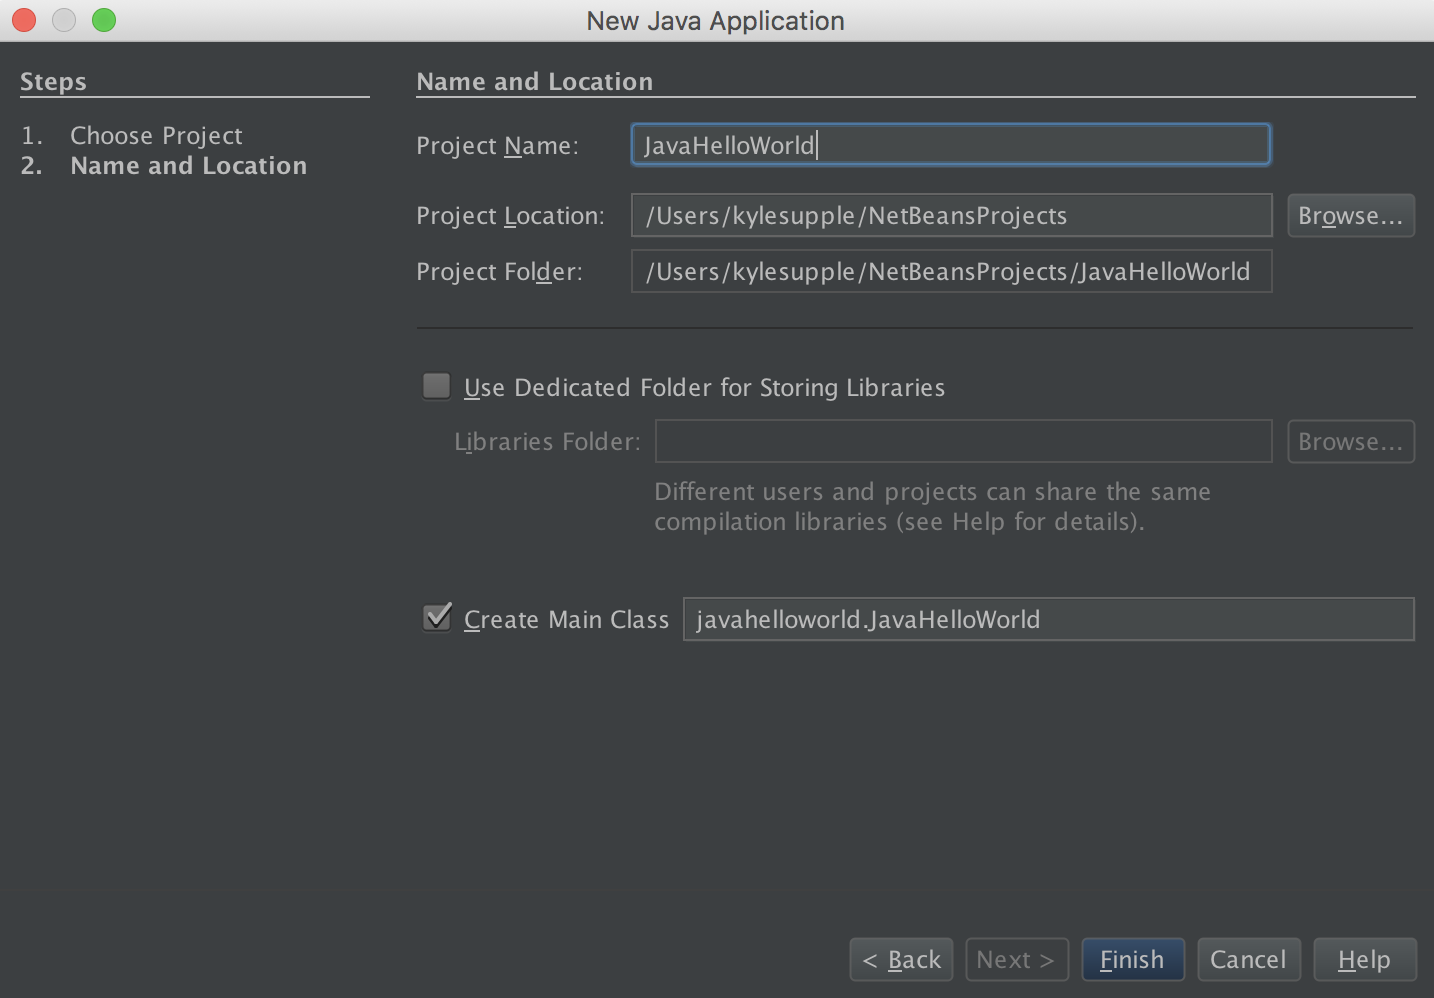 New Java Application
Steps
1. Choose Project
2. Name and Location
Name and Location
Project Name: JavaHelloWorld
Project Location: /Users/kylesupple/NetBeansProjects Browse...
Project Folder: /Users/kylesupple/NetBeansProjects/JavaHelloWorld
Use Dedicated Folder for Storing Libraries
Libraries Folder: Browse...
Different users and projects can share the same
compilation libraries (see Help for details).
Create Main Class javahelloworld.JavaHelloWorld
< Back Next > Finish Cancel Help